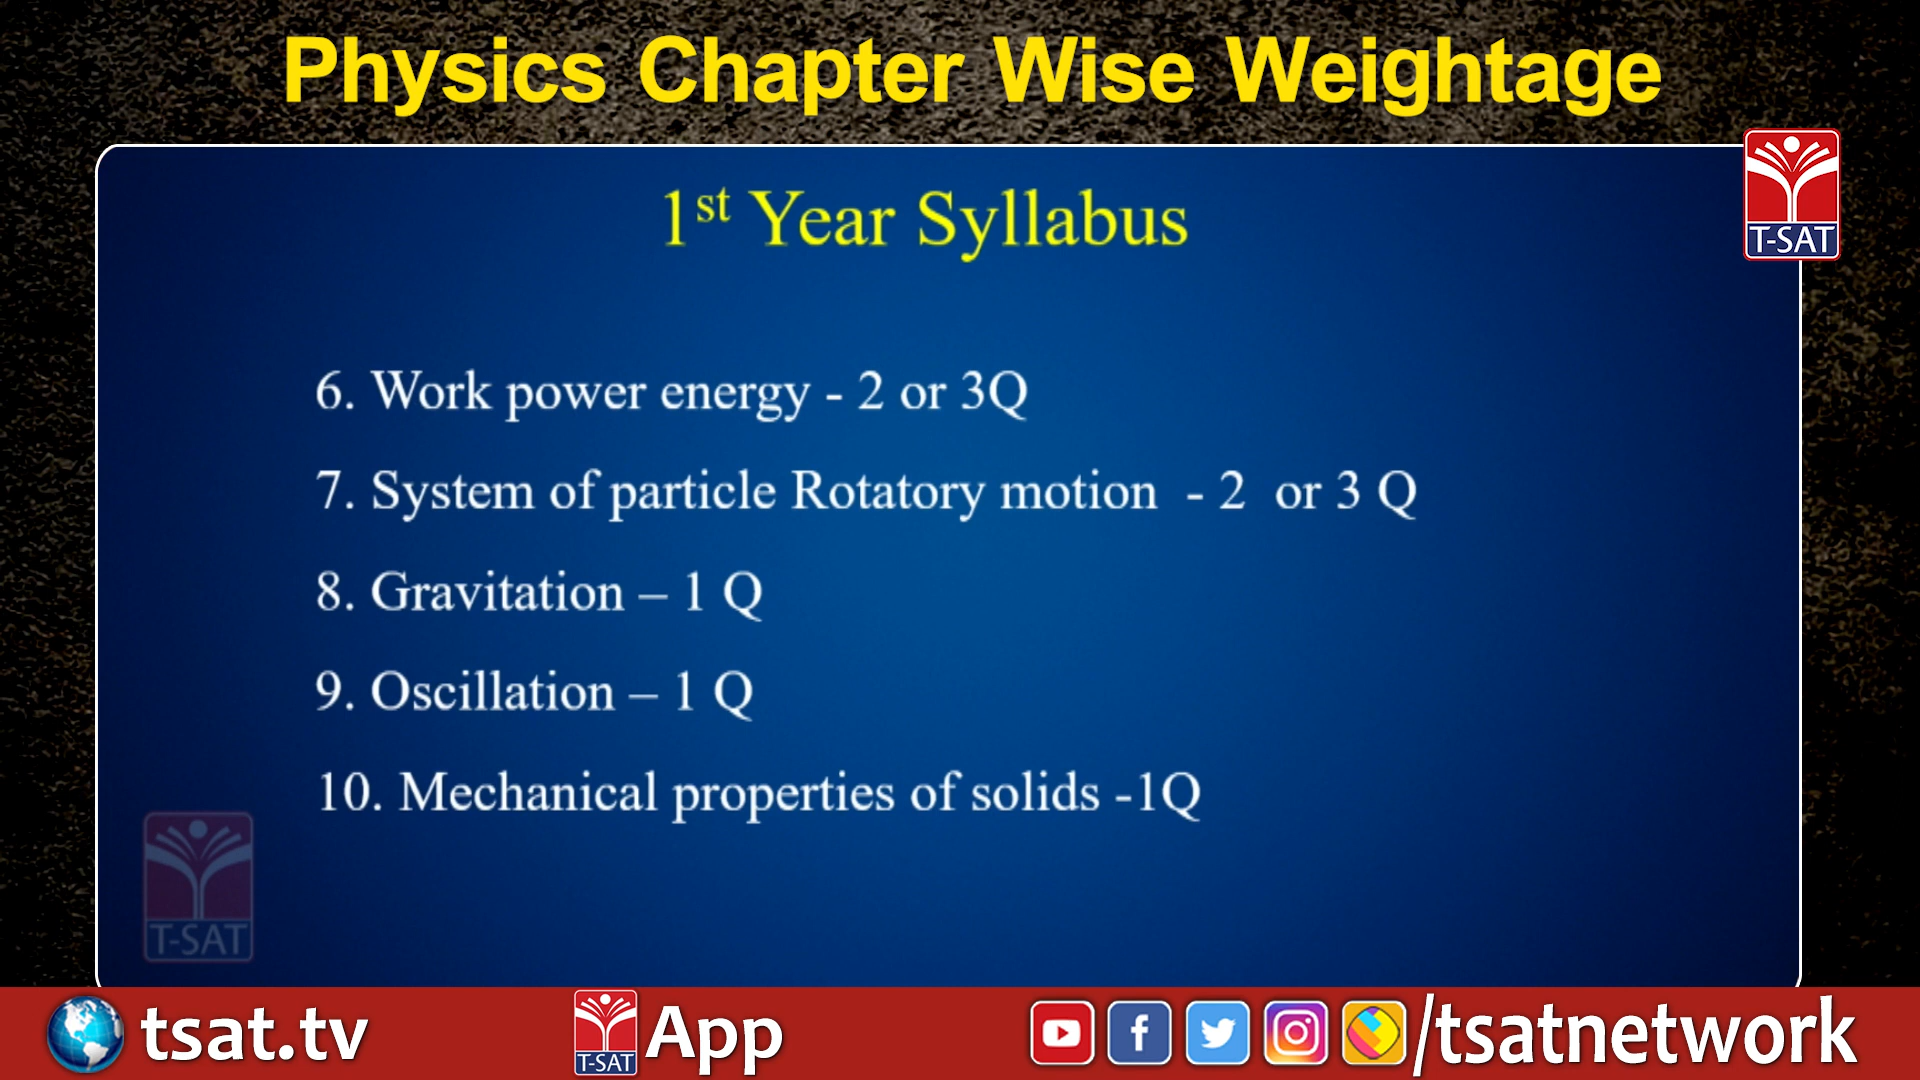 Physics Chapter Wise Weightage
T-SAT
1st Year Syllabus
6. Work power energy - 2 or 3Q
7. System of particle Rotatory motion - 2 or 3 Q
8. Gravitation – 1 Q
9. Oscillation – 1 Q
10. Mechanical properties of solids -1Q
T-SAT
tsat.tv
T-SAT App
/tsatnetwork